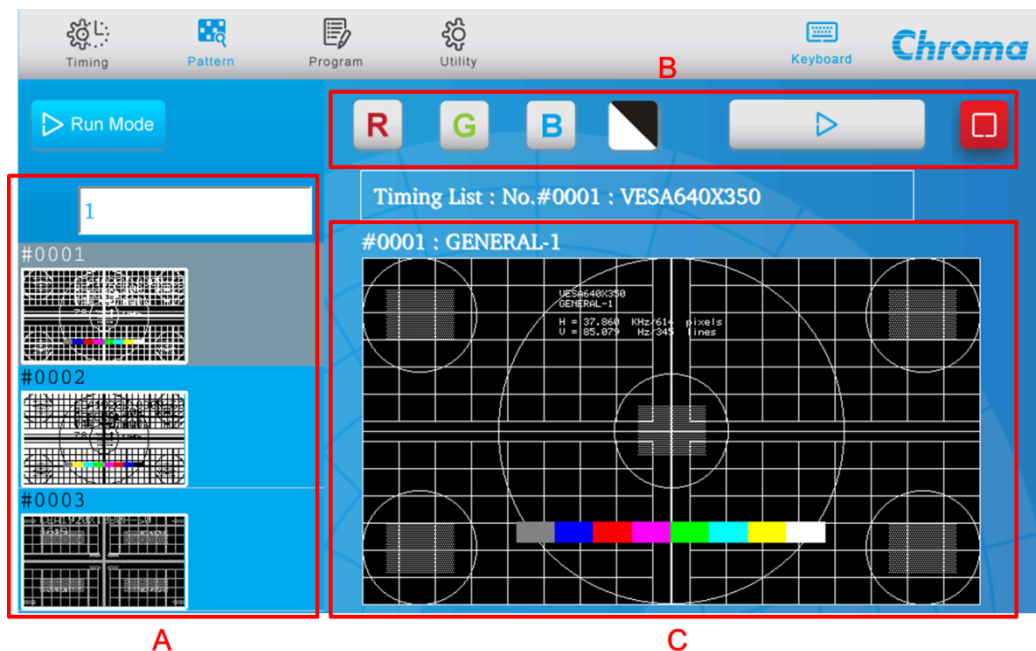 Timing
Pattern
Program
Utility
Keyboard
Chroma
B
Run Mode
R
G
B
1
Timing List : No.#0001 : VESA640X350
#0001 : GENERAL-1
VESA640X350
GENERAL-1
H = 37.860 KHz/614 pixels
V = 85.079 Hz/345 lines
#0001
#0002
#0003
A
C